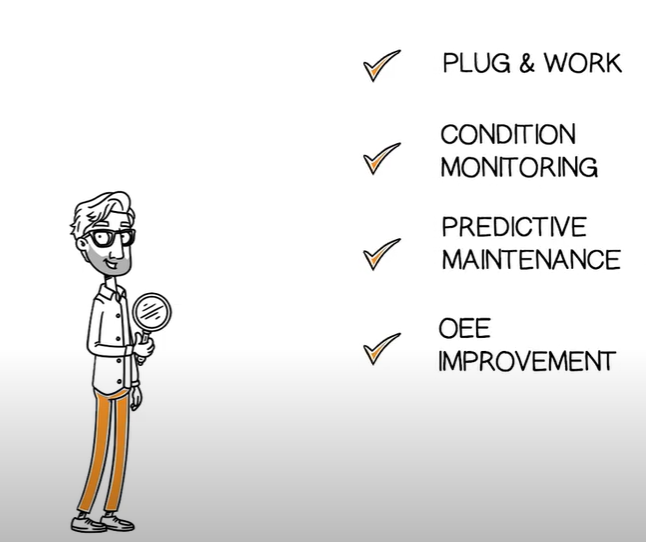 PLUG & WORK
CONDITION
MONITORING
PREDICTIVE
MAINTENANCE
OEE
IMPROVEMENT